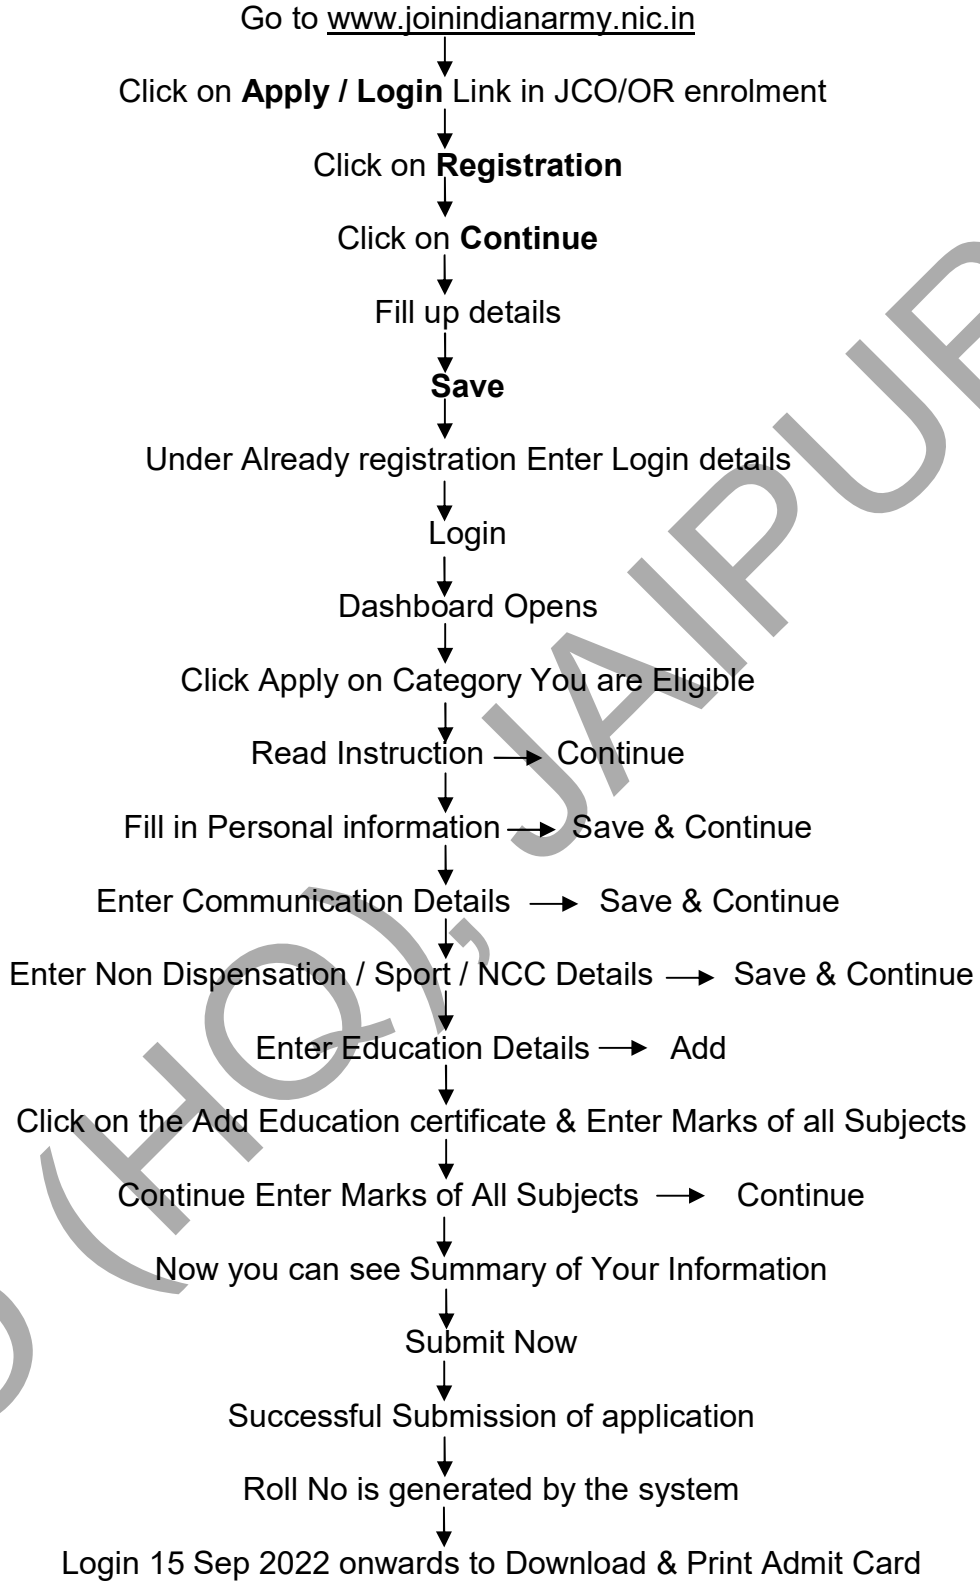 Go to www.joinindianarmy.nic.in
Click on Apply / Login Link in JCO/OR enrolment
Click on Registration
Click on Continue
Fill up details
Save
Under Already registration Enter Login details
Login
Dashboard Opens
Click Apply on Category You are Eligible
Read Instruction Continue
Fill in Personal information Save & Continue
Enter Communication Details Save & Continue
Enter Non Dispensation / Sport / NCC Details Save & Continue
Enter Education Details Add
Click on the Add Education certificate & Enter Marks of all Subjects
Continue Enter Marks of All Subjects Continue
Now you can see Summary of Your Information
Submit Now
Successful Submission of application
Roll No is generated by the system
Login 15 Sep 2022 onwards to Download & Print Admit Card
(HQ), JAIPUR